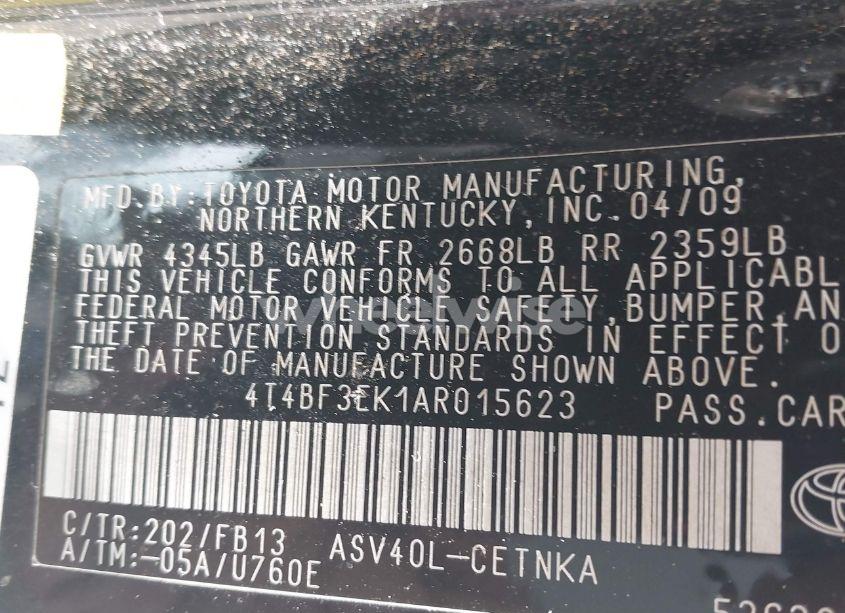 MFD.BY:TOYOTA MOTOR MANUFACTURING,
NORTHERN KENTUCKY, INC. 04/09
GVWR 4345LB GAWR FR 2668LB RR 2359LB
THIS VEHICLE CONFORMS TO ALL APPLICABL
FEDERAL MOTOR VEHICLE SAFETY,BUMPER,AN
THEFT PREVENTION STANDARDS IN EFFECT O
THE DATE OF MANUFACTURE SHOWN ABOVE.
4T4BF3EK1AR015623 PASS.CAR
C/TR:202/FB13 ASV40L-CETNKA
A/TM:-05A/U760E